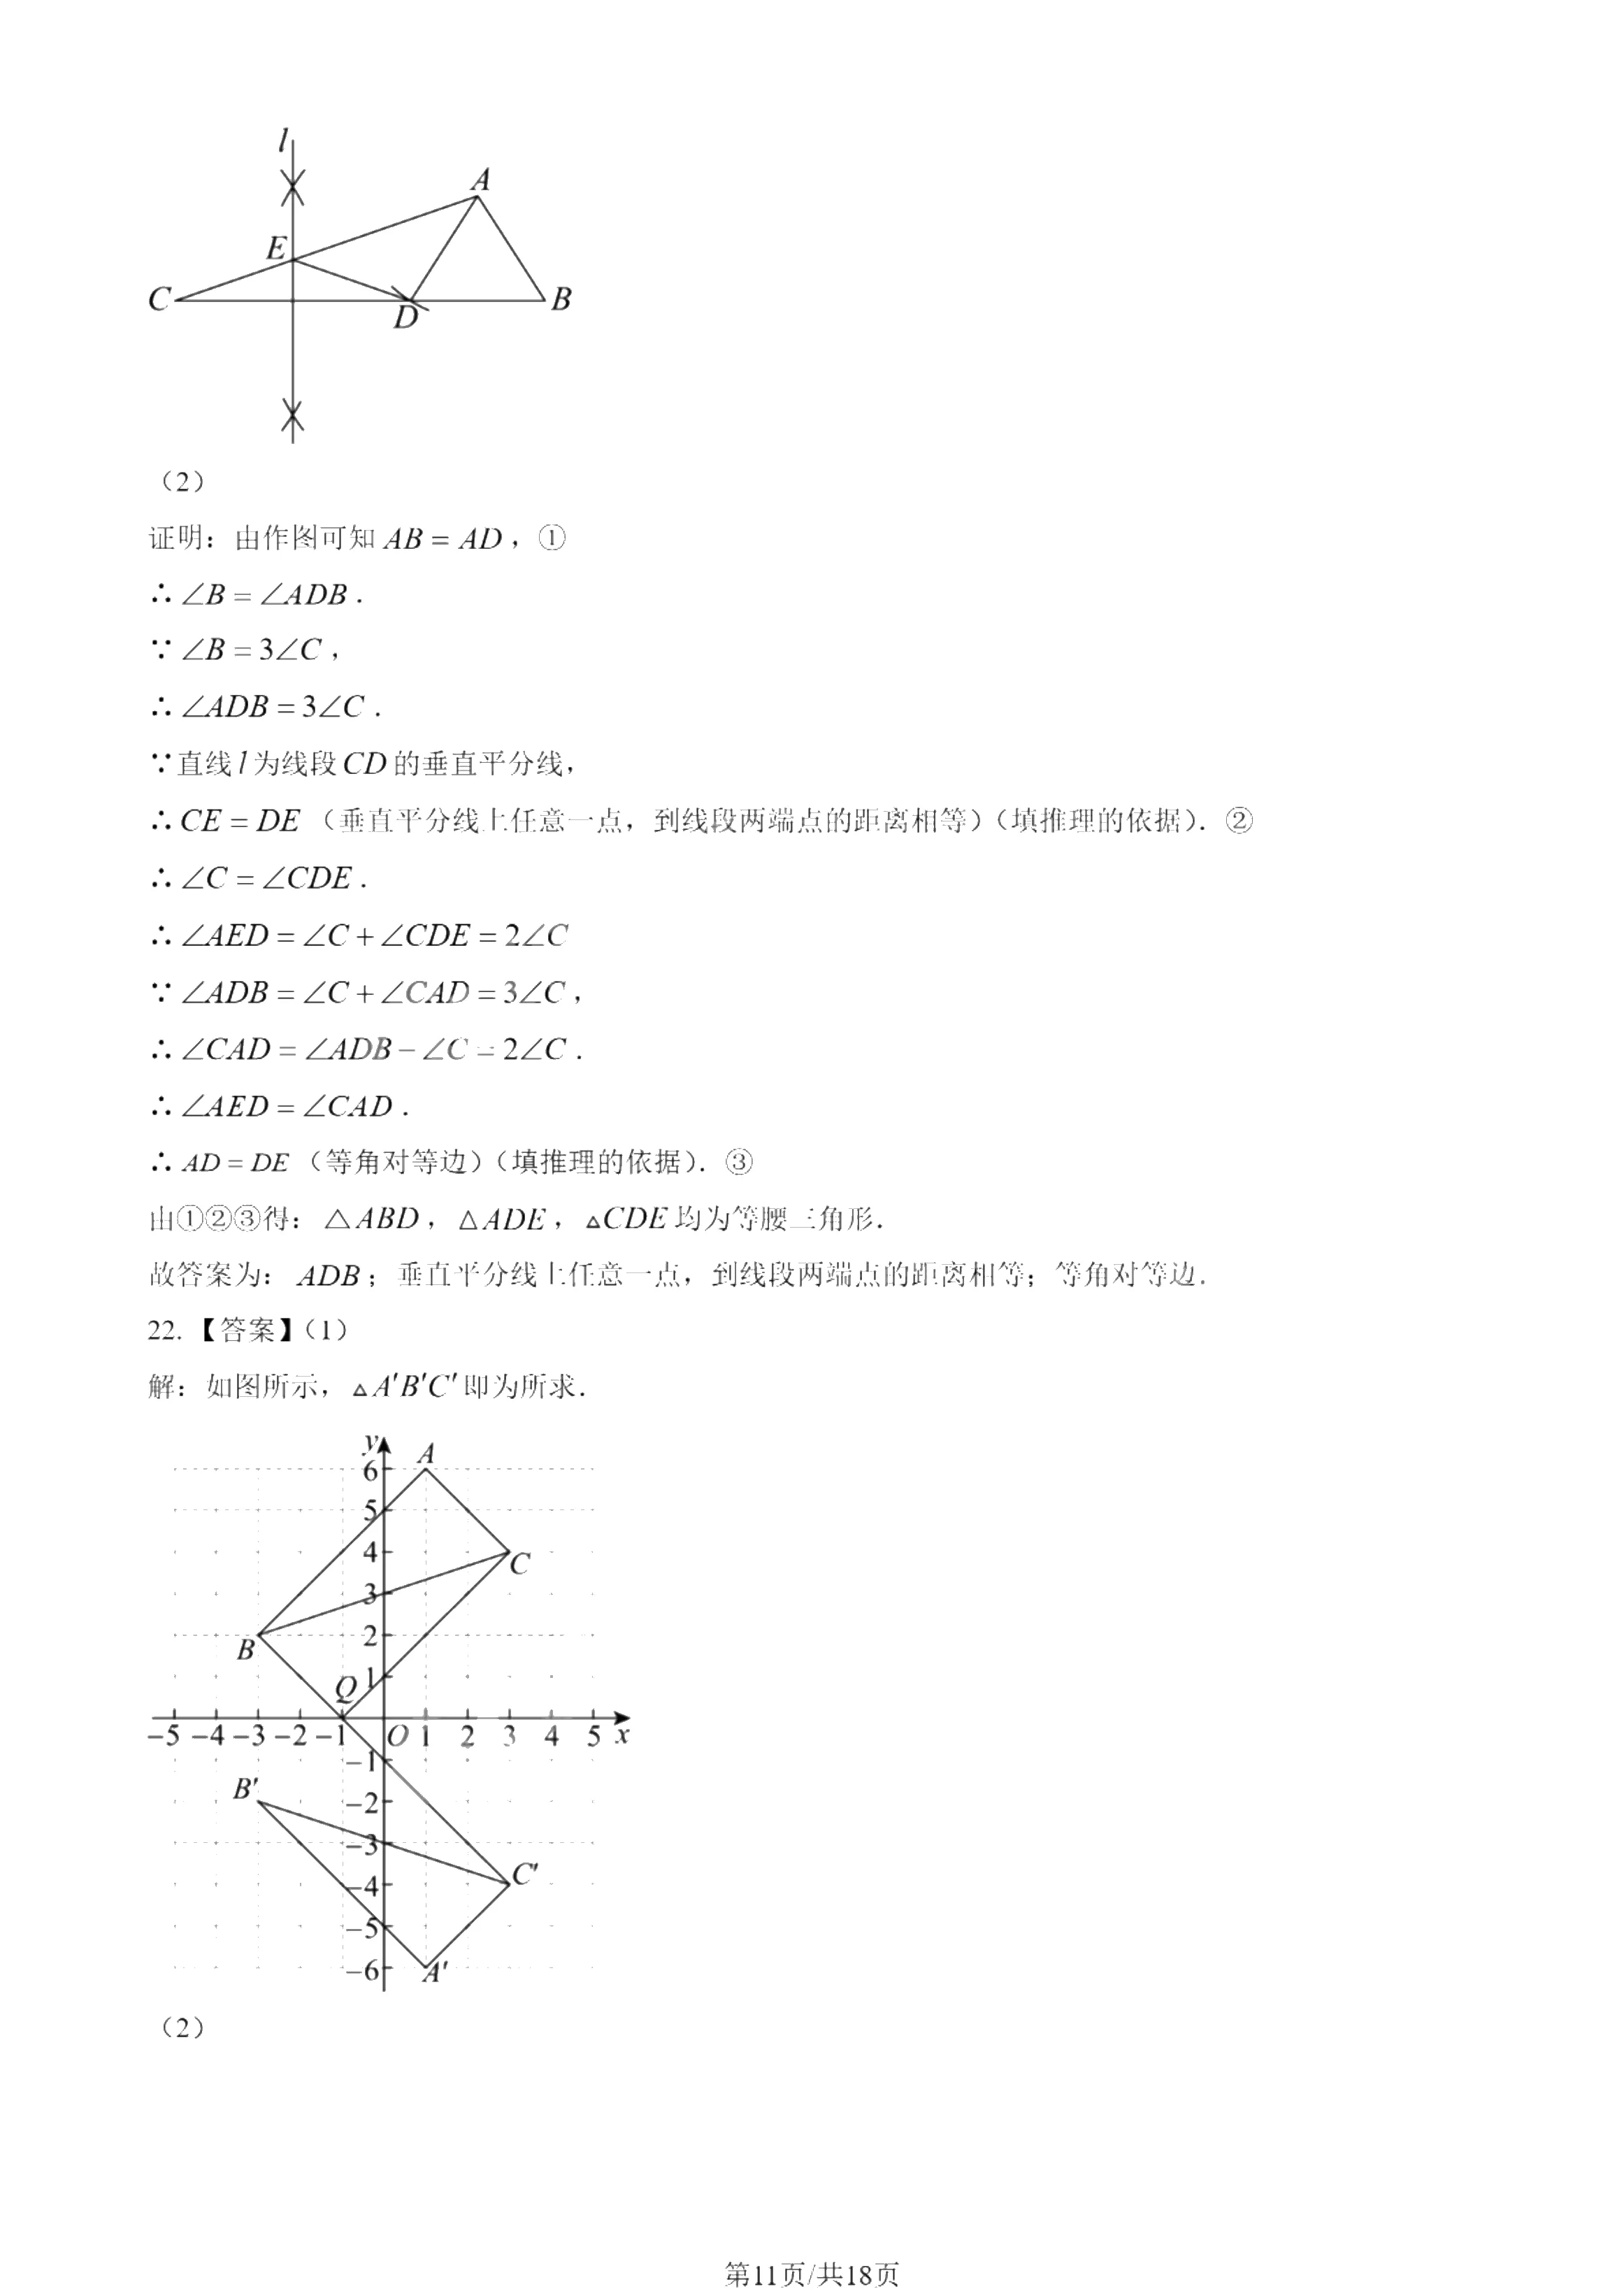 l
A
E
C
D
B
（2）
证明：由作图可知 AB = AD，①
∴ ∠B = ∠ADB．
∵ ∠B = 3∠C，
∴ ∠ADB = 3∠C．
∵直线 l 为线段 CD 的垂直平分线，
∴ CE = DE （垂直平分线上任意一点，到线段两端点的距离相等）（填推理的依据）．②
∴ ∠C = ∠CDE．
∴ ∠AED = ∠C + ∠CDE = 2∠C
∵ ∠ADB = ∠C + ∠CAD = 3∠C，
∴ ∠CAD = ∠ADB − ∠C = 2∠C．
∴ ∠AED = ∠CAD．
∴ AD = DE （等角对等边）（填推理的依据）．③
由①②③得：△ABD，△ADE，△CDE 均为等腰三角形．
故答案为：ADB；垂直平分线上任意一点，到线段两端点的距离相等；等角对等边．
22.【答案】（1）
解：如图所示，△A′B′C′ 即为所求．
y
A
6
5
4
C
3
2
B
Q
1
−5 −4 −3 −2 −1 O 1 2 3 4 5 x
−1
B′
−2
−3
C′
−4
−5
−6
A′
（2）
第11页/共18页